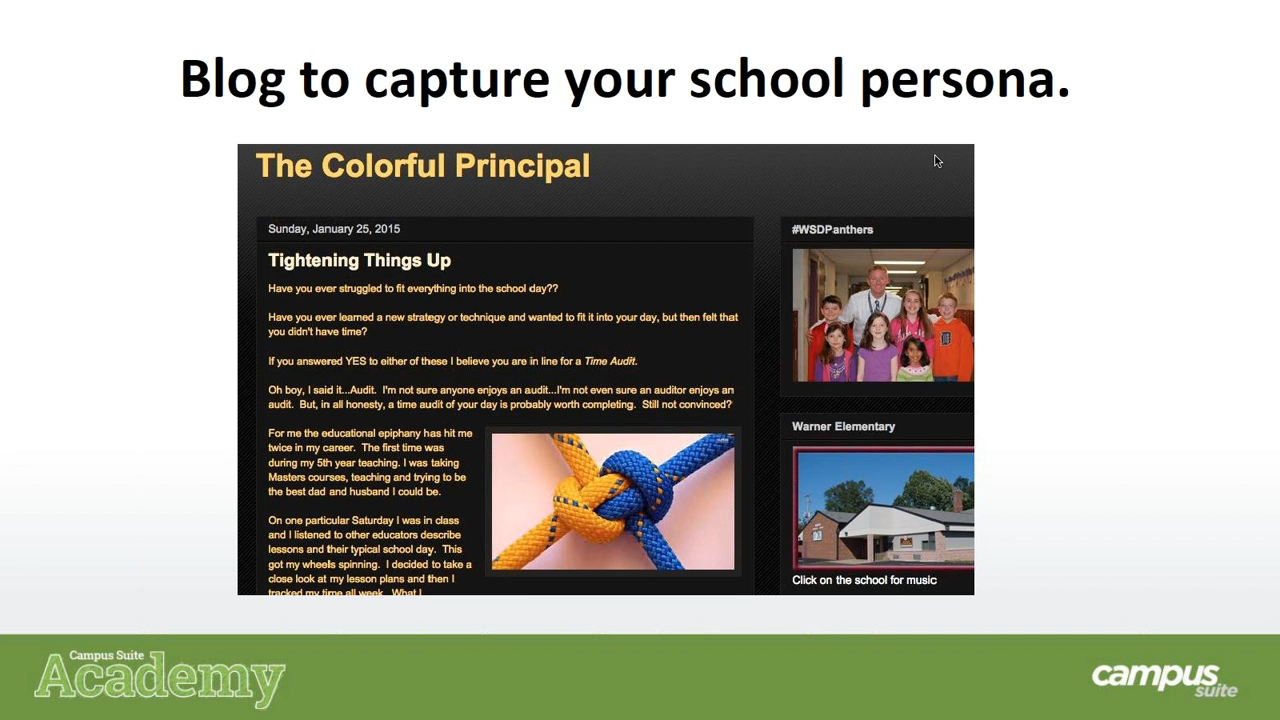 Blog to capture your school persona.
The Colorful Principal
Sunday, January 25, 2015
Tightening Things Up
Have you ever struggled to fit everything into the school day??
Have you ever learned a new strategy or technique and wanted to fit it into your day, but then felt that
you didn't have time?
If you answered YES to either of these I believe you are in line for a Time Audit.
Oh boy, I said it...Audit. I'm not sure anyone enjoys an audit...I'm not even sure an auditor enjoys an
audit. But, in all honesty, a time audit of your day is probably worth completing. Still not convinced?
For me the educational epiphany has hit me
twice in my career. The first time was
during my 5th year teaching. I was taking
Masters courses, teaching and trying to be
the best dad and husband I could be.
On one particular Saturday I was in class
and I listened to other educators describe
lessons and their typical school day. This
got my wheels spinning. I decided to take a
close look at my lesson plans and then I
tracked my time all week. What I
#WSDPanthers
Warner Elementary
Click on the school for music
Campus Suite
Academy
campus
suite